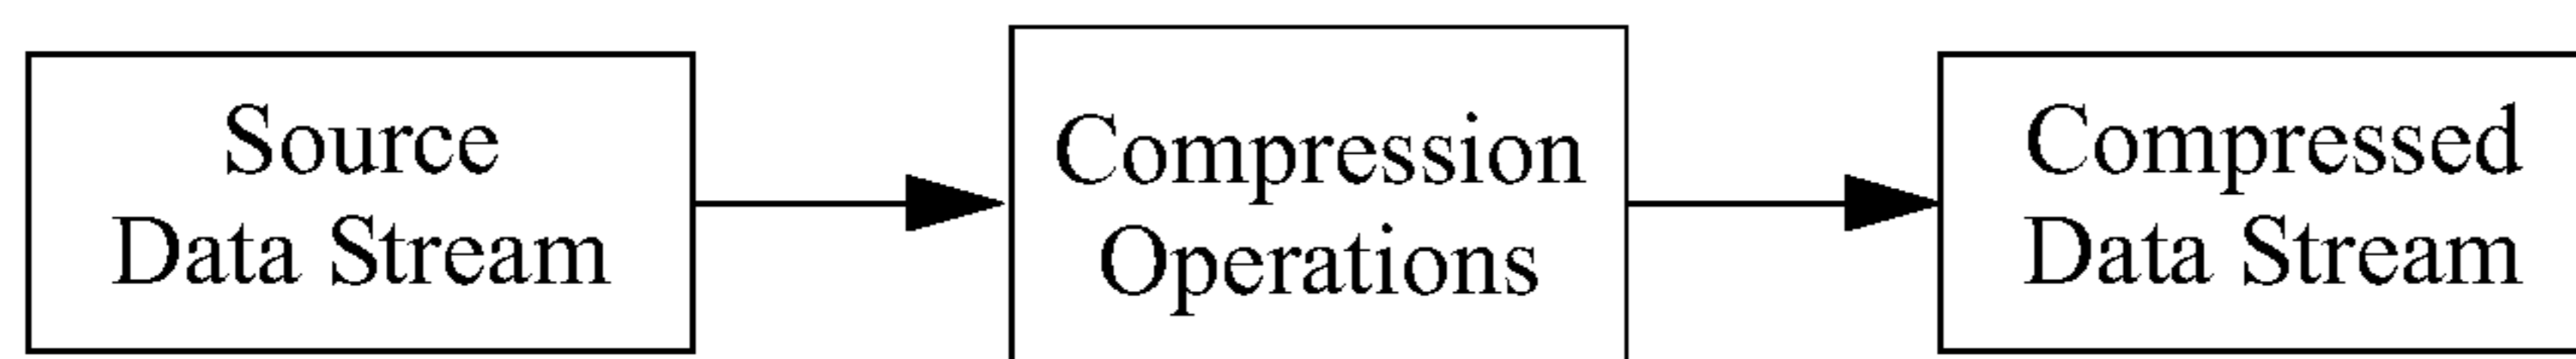 Source
Data Stream
Compression
Operations
Compressed
Data Stream